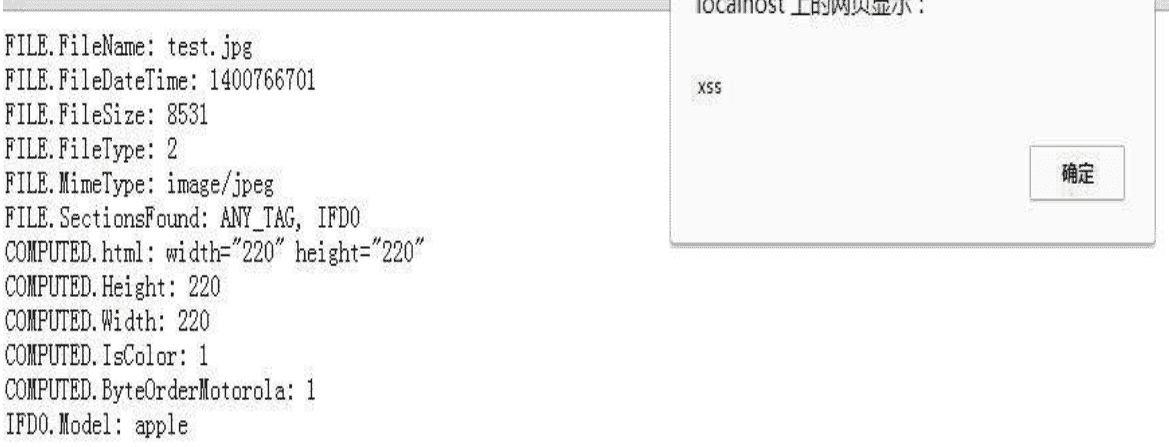 localhost 上的网页显示：
xss
确定
FILE.FileName: test.jpg
FILE.FileDateTime: 1400766701
FILE.FileSize: 8531
FILE.FileType: 2
FILE.MimeType: image/jpeg
FILE.SectionsFound: ANY_TAG, IFD0
COMPUTED.html: width="220" height="220"
COMPUTED.Height: 220
COMPUTED.Width: 220
COMPUTED.IsColor: 1
COMPUTED.ByteOrderMotorola: 1
IFD0.Model: apple